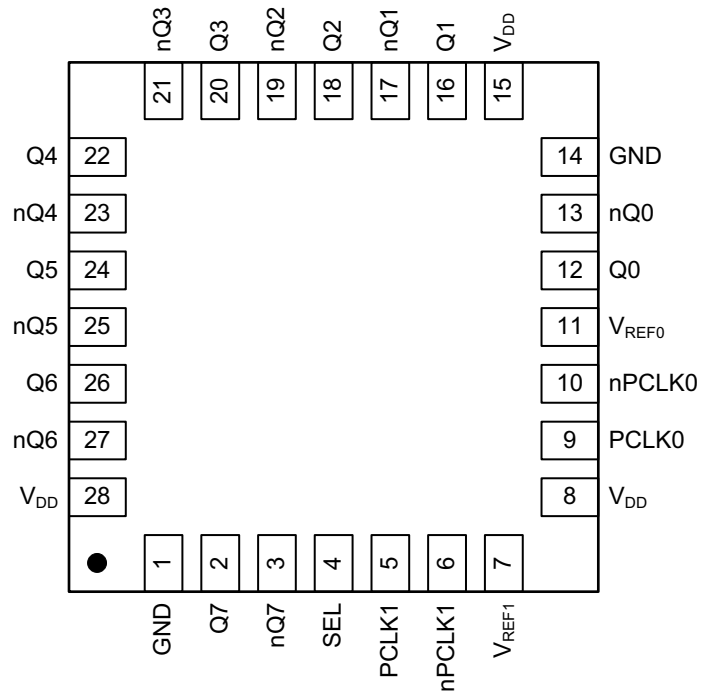 nQ3 Q3 nQ2 Q2 nQ1 Q1 VDD
21 20 19 18 17 16 15
Q4 22 14 GND
nQ4 23 13 nQ0
Q5 24 12 Q0
nQ5 25 11 VREF0
Q6 26 10 nPCLK0
nQ6 27 9 PCLK0
VDD 28 8 VDD
1 2 3 4 5 6 7
GND Q7 nQ7 SEL PCLK1 nPCLK1 VREF1